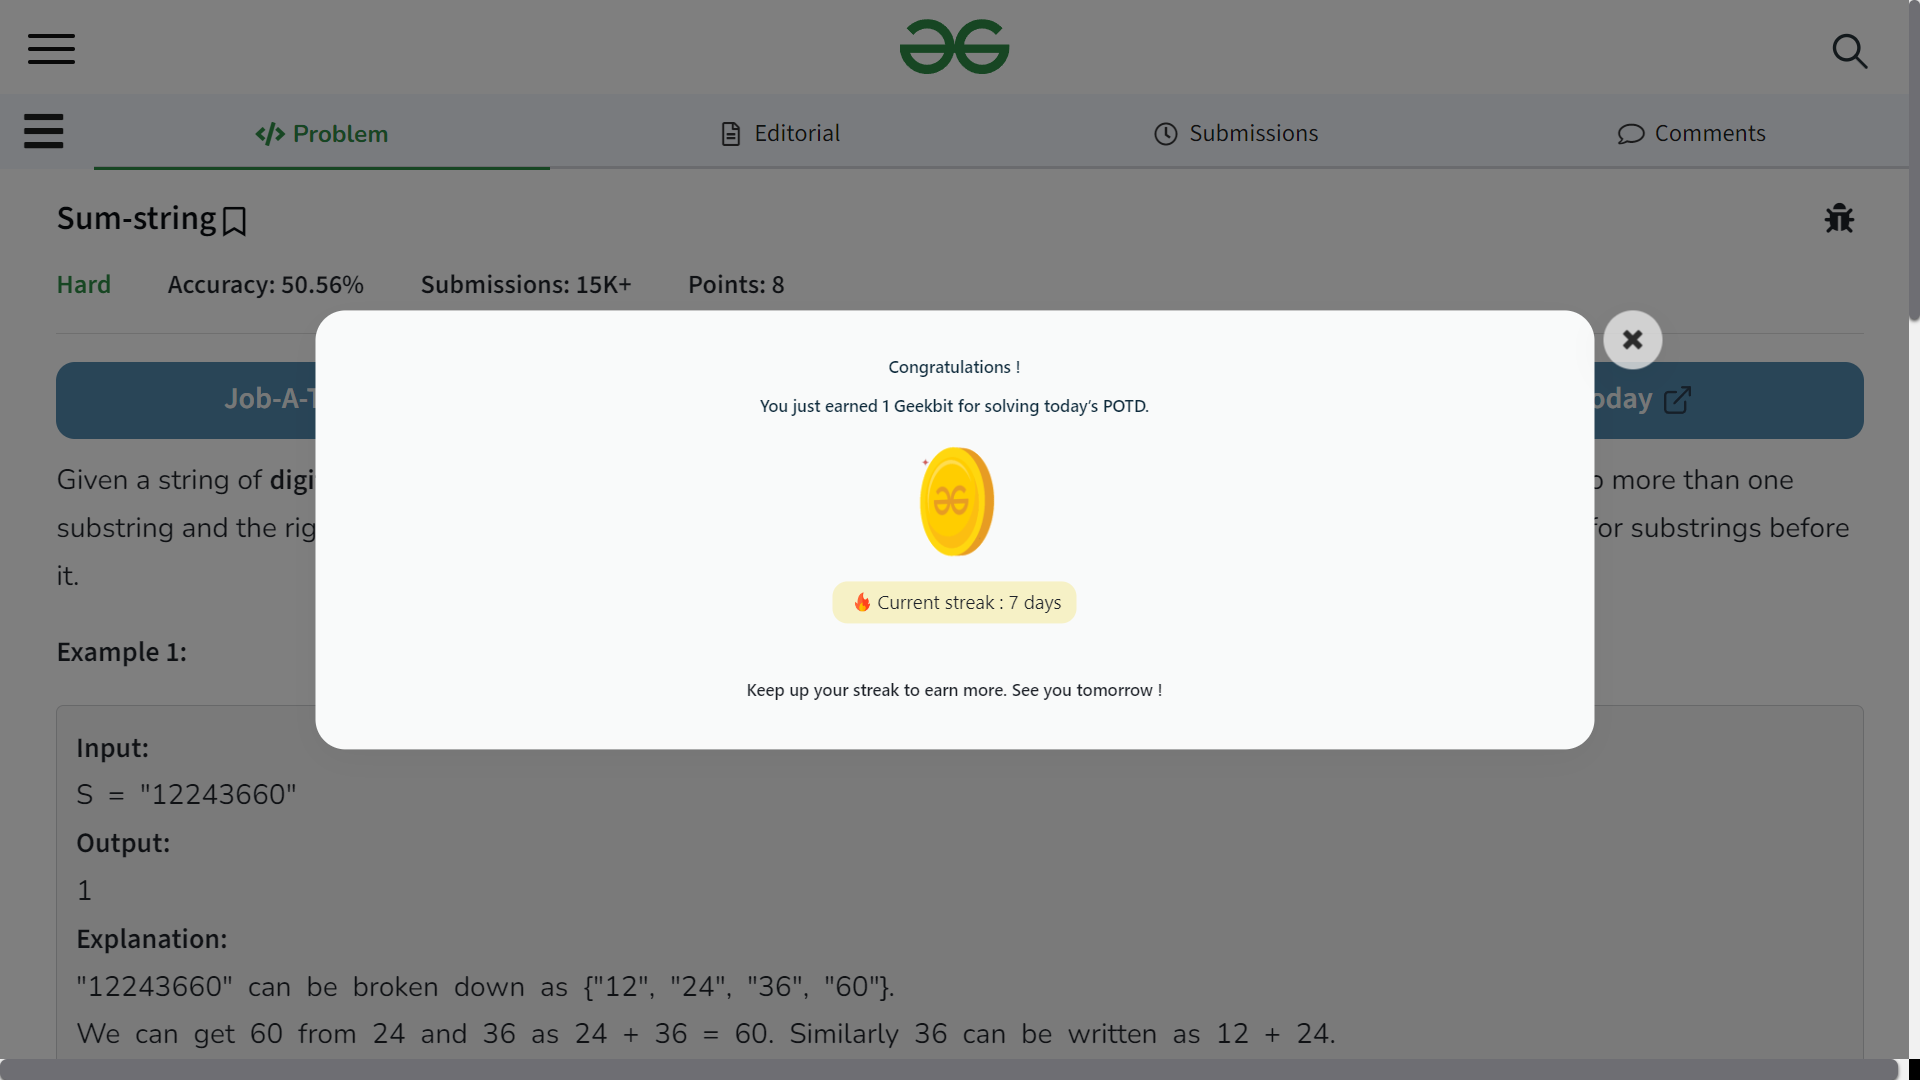 Problem
Editorial
Submissions
Comments
Sum-string
Hard Accuracy: 50.56% Submissions: 15K+ Points: 8
Congratulations !
You just earned 1 Geekbit for solving today's POTD.
Job-A- oday
Given a string of more than one
substring and the for substrings before
it.
🔥 Current streak : 7 days
Example 1:
Keep up your streak to earn more. See you tomorrow !
Input:
S = "12243660"
Output:
1
Explanation:
"12243660" can be broken down as {"12", "24", "36", "60"}.
We can get 60 from 24 and 36 as 24 + 36 = 60. Similarly 36 can be written as 12 + 24.